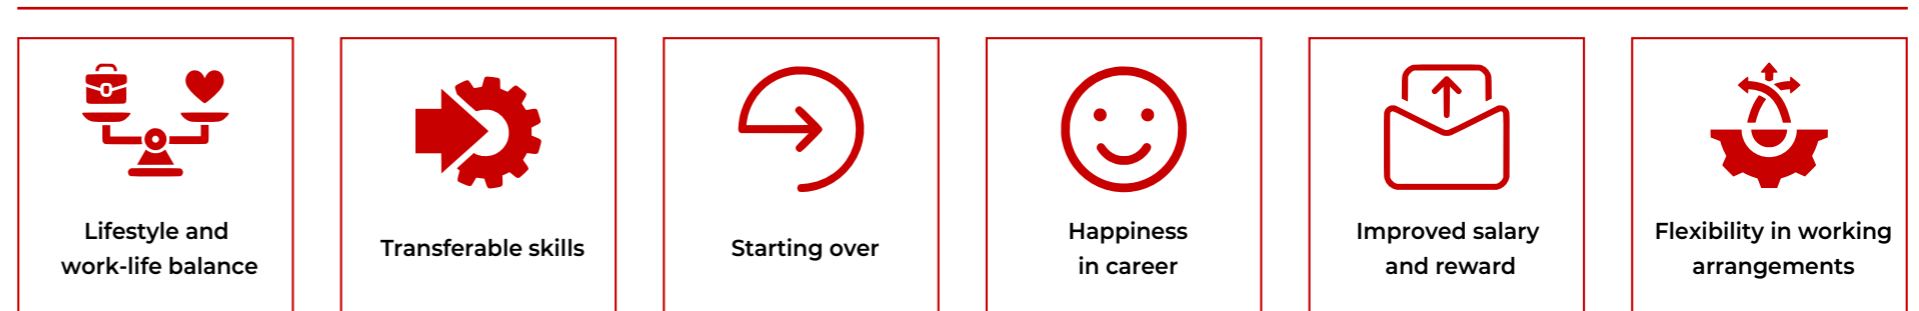 Lifestyle and
work-life balance
Transferable skills
Starting over
Happiness
in career
Improved salary
and reward
Flexibility in working
arrangements